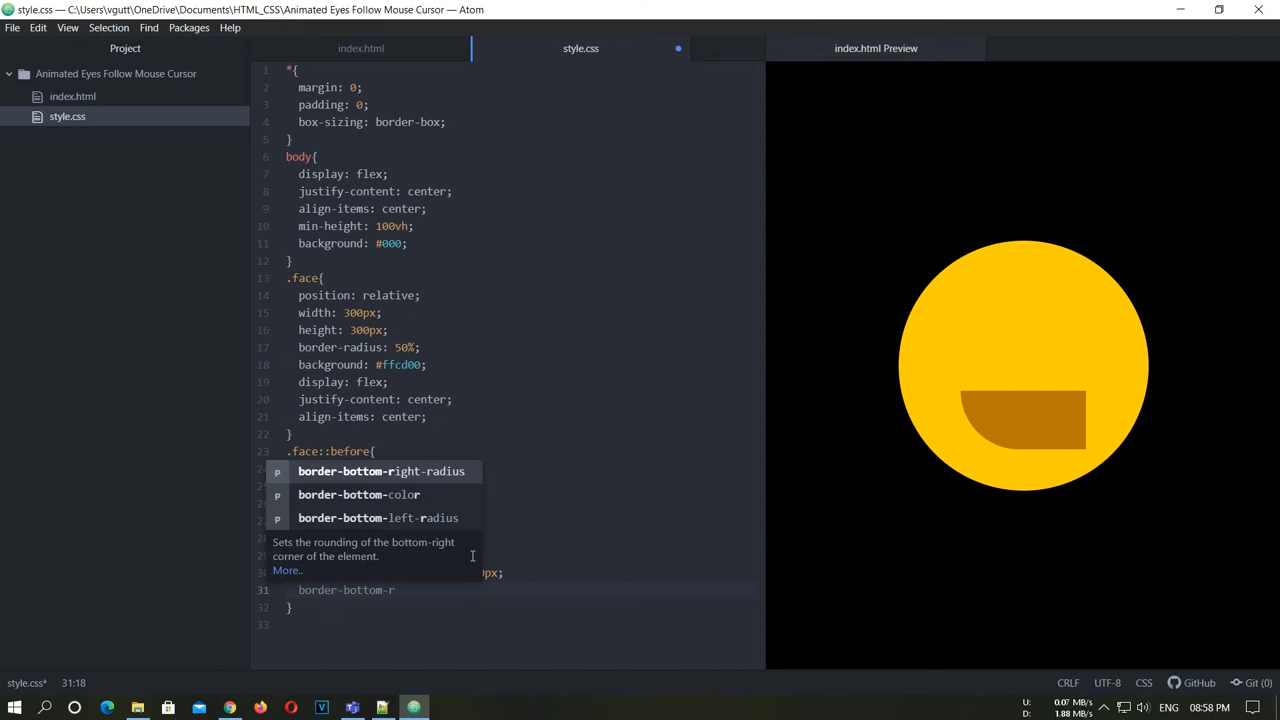 style.css — C:\Users\vgutt\OneDrive\Documents\HTML_CSS\Animated Eyes Follow Mouse Cursor — Atom
File Edit View Selection Find Packages Help
Project
index.html
style.css
index.html Preview
Animated Eyes Follow Mouse Cursor
index.html
style.css
1 *{
2 margin: 0;
3 padding: 0;
4 box-sizing: border-box;
5 }
6 body{
7 display: flex;
8 justify-content: center;
9 align-items: center;
10 min-height: 100vh;
11 background: #000;
12 }
13 .face{
14 position: relative;
15 width: 300px;
16 height: 300px;
17 border-radius: 50%;
18 background: #ffcd00;
19 display: flex;
20 justify-content: center;
21 align-items: center;
22 }
23 .face::before{
p border-bottom-right-radius
p border-bottom-color
p border-bottom-left-radius
Sets the rounding of the bottom-right
corner of the element.
More..
0px;
31 border-bottom-r
32 }
33
style.css* 31:18 CRLF UTF-8 CSS GitHub Git (0)
U: 0.07 MB/s
D: 1.88 MB/s
ENG 08:58 PM